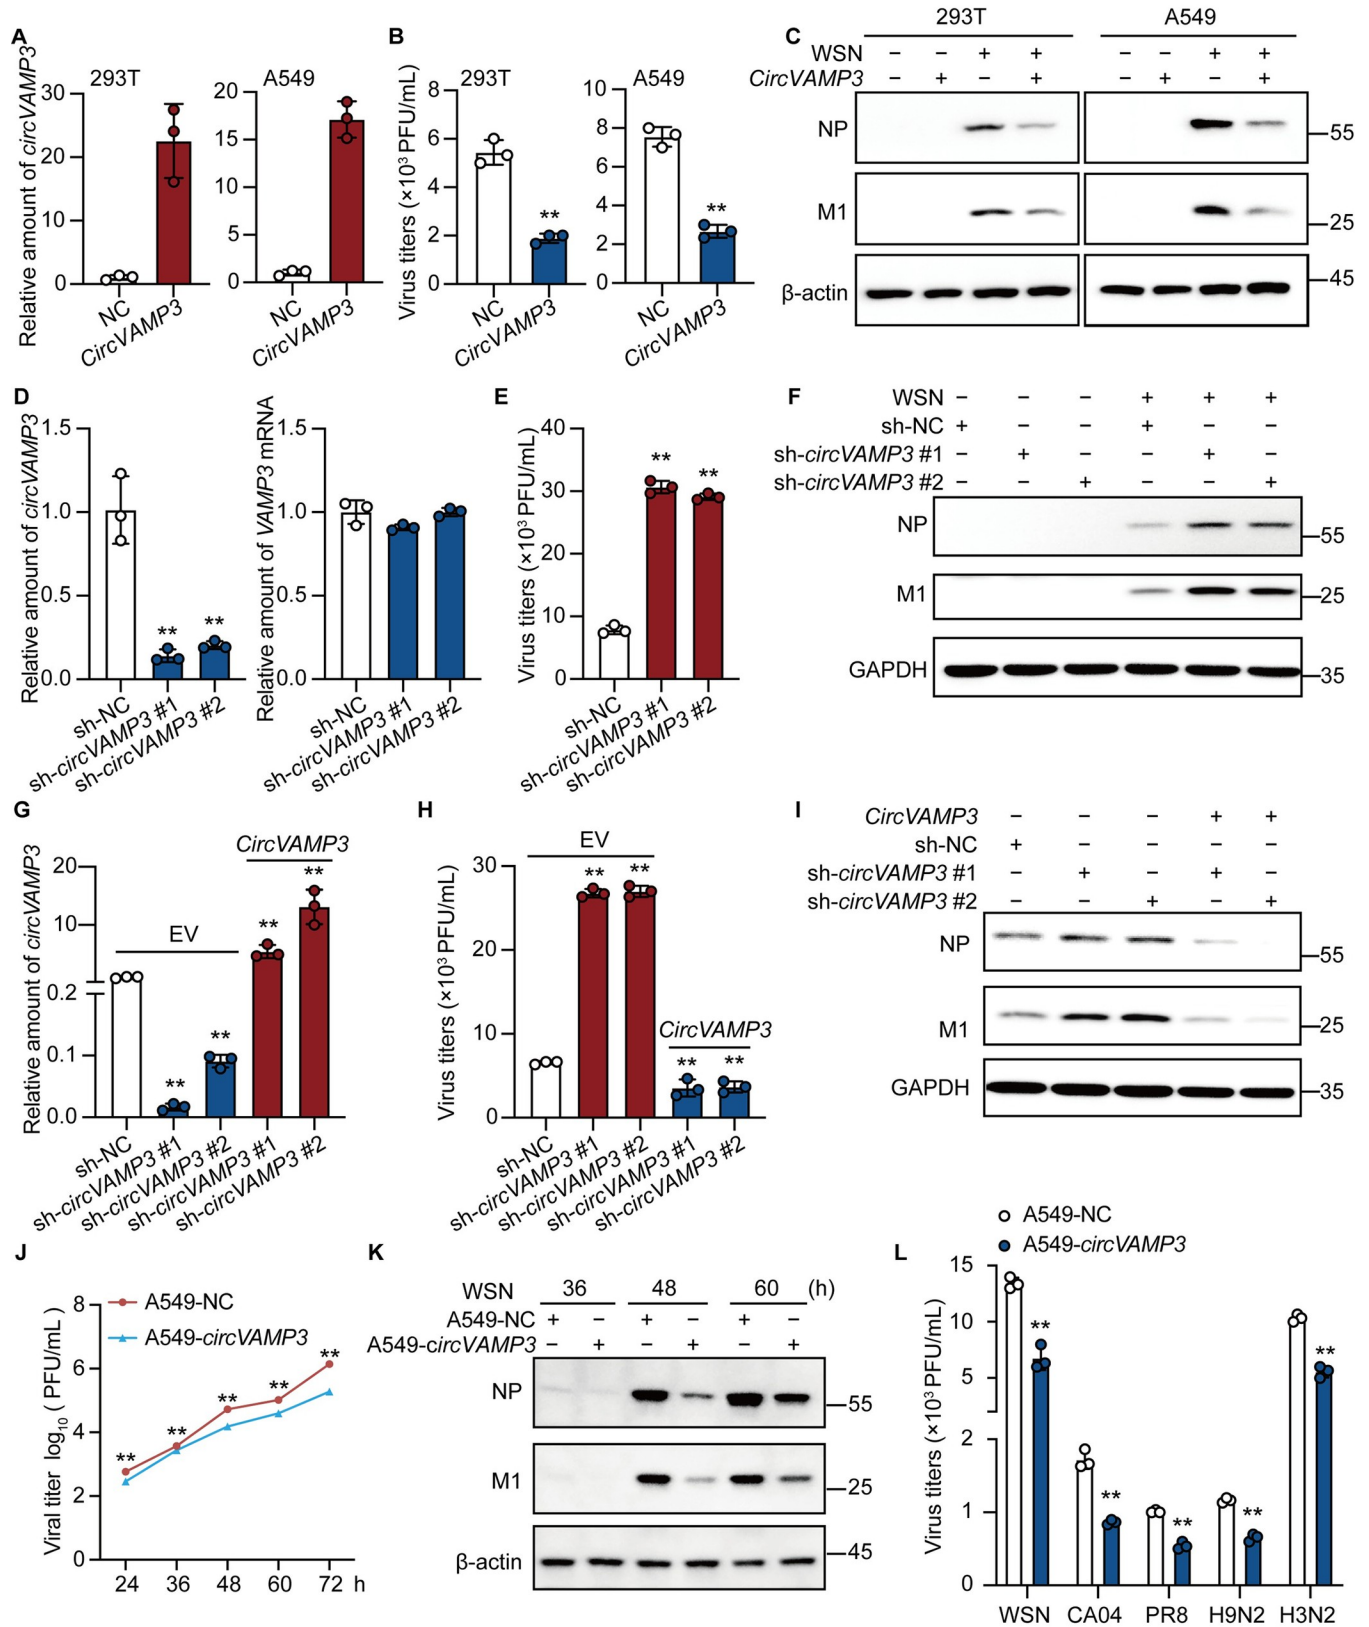 A
Relative amount of circVAMP3
293T
30
20
10
0
NC
CircVAMP3
A549
20
15
10
5
0
NC
CircVAMP3
B
Virus titers (×10³ PFU/mL)
293T
8
6
4
2
0
**
NC
CircVAMP3
A549
10
8
6
4
2
0
**
NC
CircVAMP3
C
293T A549
WSN − − + + − − + +
CircVAMP3 − + − + − + − +
NP 55
M1 25
β-actin 45
D
Relative amount of circVAMP3
1.5
1.0
0.5
0.0
** **
sh-NC
sh-circVAMP3 #1
sh-circVAMP3 #2
Relative amount of VAMP3 mRNA
1.5
1.0
0.5
0.0
sh-NC
sh-circVAMP3 #1
sh-circVAMP3 #2
E
Virus titers (×10³ PFU/mL)
40
30
20
10
0
** **
sh-NC
sh-circVAMP3 #1
sh-circVAMP3 #2
F
WSN − − − + + +
sh-NC + − − + − −
sh-circVAMP3 #1 − + − − + −
sh-circVAMP3 #2 − − + − − +
NP 55
M1 25
GAPDH 35
G
Relative amount of circVAMP3
20
10
0.2
0.1
0.0
EV
CircVAMP3
** ** ** **
sh-NC
sh-circVAMP3 #1
sh-circVAMP3 #2
sh-circVAMP3 #1
sh-circVAMP3 #2
H
Virus titers (×10³ PFU/mL)
30
20
10
0
EV
** **
CircVAMP3
** **
sh-NC
sh-circVAMP3 #1
sh-circVAMP3 #2
sh-circVAMP3 #1
sh-circVAMP3 #2
I
CircVAMP3 − − − + +
sh-NC + − − − −
sh-circVAMP3 #1 − + − + −
sh-circVAMP3 #2 − − + − +
NP 55
M1 25
GAPDH 35
J
Viral titer log₁₀ ( PFU/mL)
8
6
4
2
0
A549-NC
A549-circVAMP3
** ** ** ** **
24 36 48 60 72 h
K
WSN 36 48 60 (h)
A549-NC + − + − + −
A549-circVAMP3 − + − + − +
NP 55
M1 25
β-actin 45
L
A549-NC
A549-circVAMP3
Virus titers (×10³ PFU/mL)
15
10
5
2
1
0
** ** ** ** **
WSN CA04 PR8 H9N2 H3N2